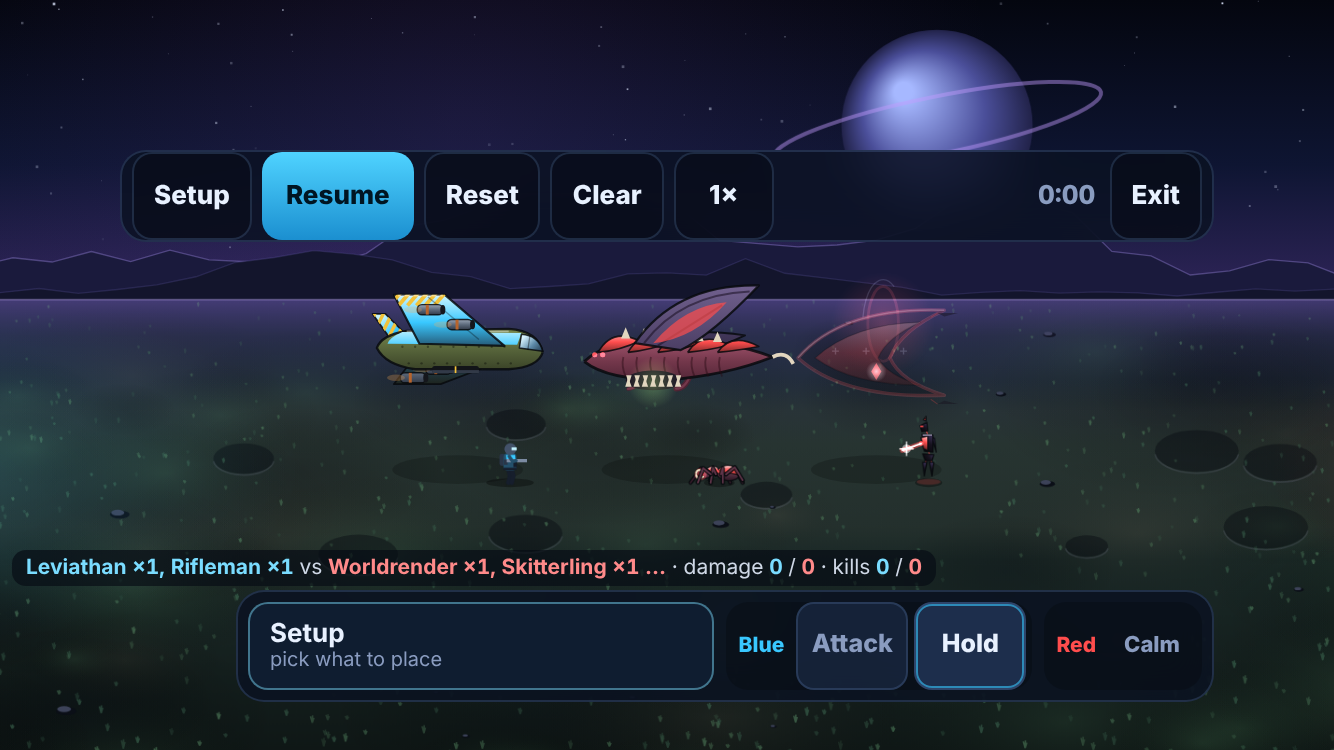 Setup Resume Reset Clear 1× 0:00 Exit
Leviathan ×1, Rifleman ×1 vs Worldrender ×1, Skitterling ×1 ... · damage 0 / 0 · kills 0 / 0
Setup
pick what to place
Blue Attack Hold Red Calm